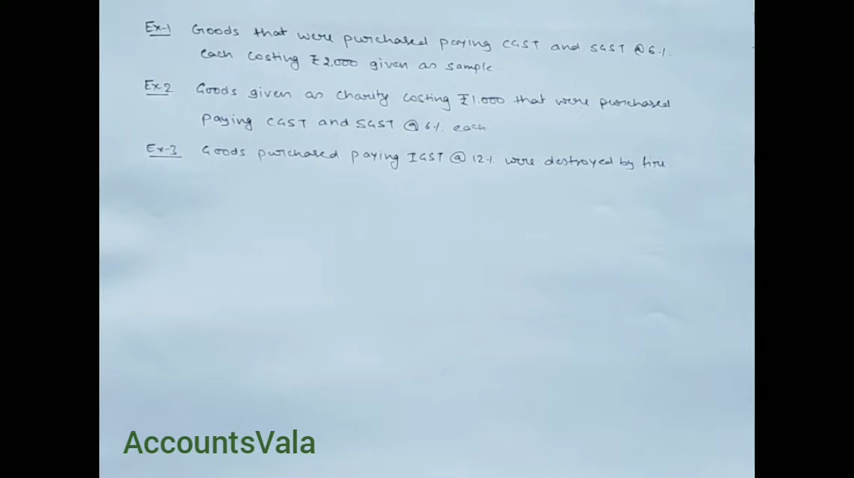 Ex-1 Goods that were purchased paying CGST and SGST @ 6%.
each costing ₹2,000 given as sample.
Ex-2 Goods given as charity costing ₹1,000 that were purchased
paying CGST and SGST @ 6% each.
Ex-3 Goods purchased paying IGST @ 12% were destroyed by fire
AccountsVala